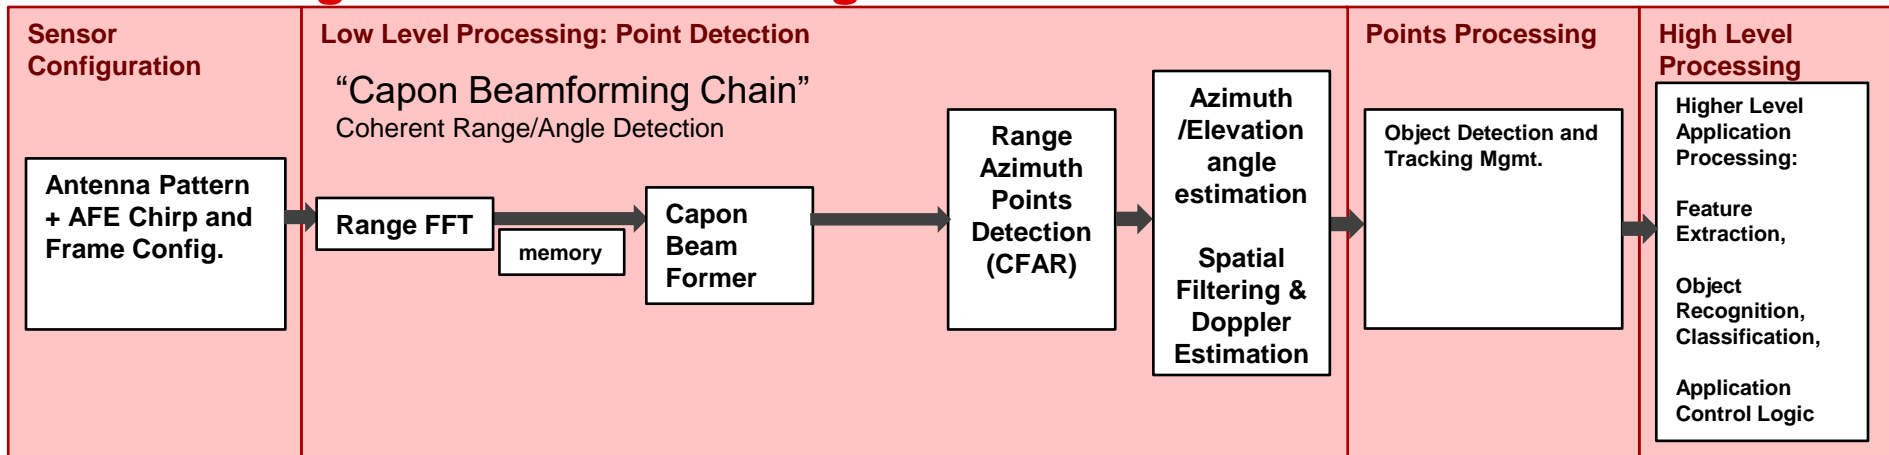 Sensor
Configuration
Antenna Pattern
+ AFE Chirp and
Frame Config.
Low Level Processing: Point Detection
“Capon Beamforming Chain”
Coherent Range/Angle Detection
Range FFT
memory
Capon
Beam
Former
Range
Azimuth
Points
Detection
(CFAR)
Azimuth
/Elevation
angle
estimation
Spatial
Filtering &
Doppler
Estimation
Points Processing
Object Detection and
Tracking Mgmt.
High Level
Processing
Higher Level
Application
Processing:
Feature
Extraction,
Object
Recognition,
Classification,
Application
Control Logic